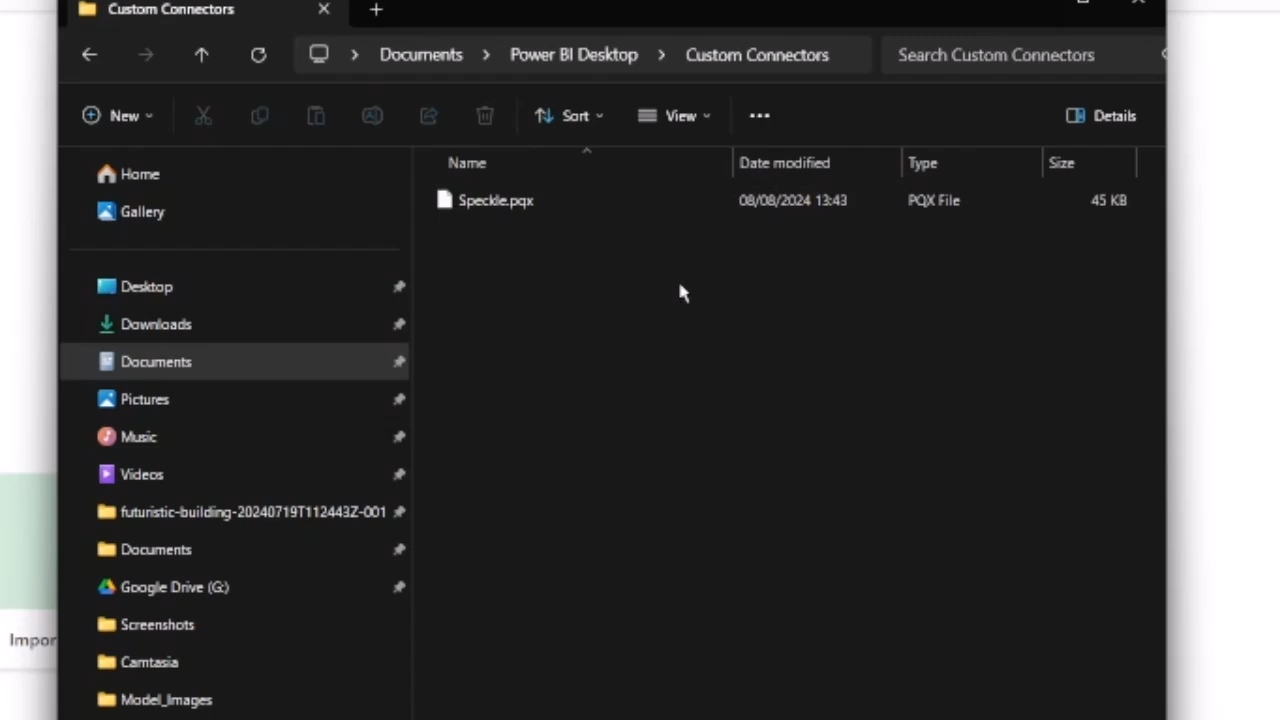 Custom Connectors
Documents > Power BI Desktop > Custom Connectors
Search Custom Connectors
New
Sort
View
Details
Name
Date modified
Type
Size
Speckle.pqx
08/08/2024 13:43
PQX File
45 KB
Home
Gallery
Desktop
Downloads
Documents
Pictures
Music
Videos
futuristic-building-20240719T112443Z-001
Documents
Google Drive (G:)
Screenshots
Camtasia
Model_Images
Impor